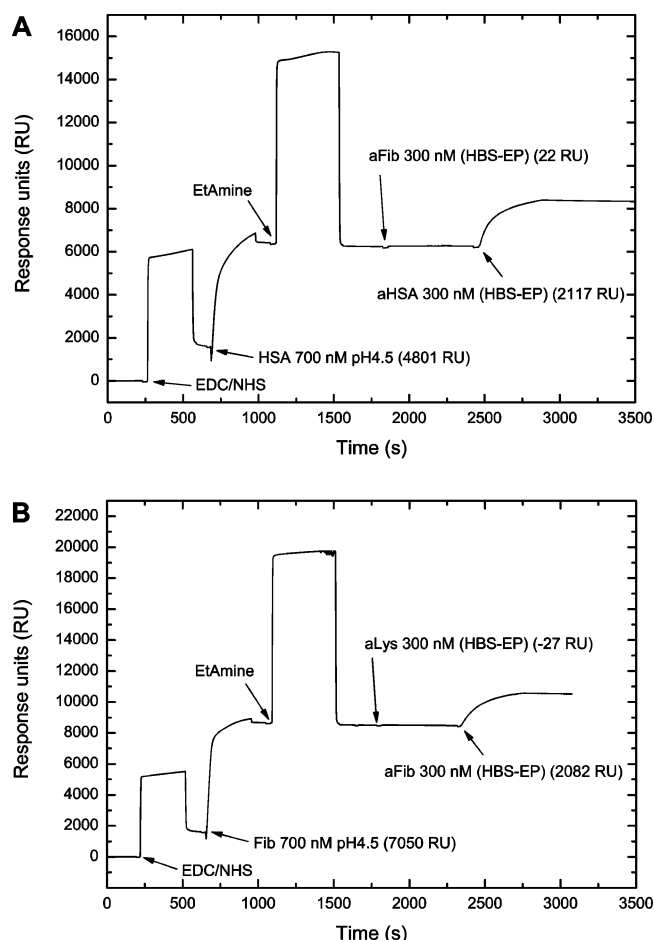 A
16000
14000
12000
10000
8000
6000
4000
2000
0
Response units (RU)
EtAmine
aFib 300 nM (HBS-EP) (22 RU)
aHSA 300 nM (HBS-EP) (2117 RU)
HSA 700 nM pH4.5 (4801 RU)
EDC/NHS
0 500 1000 1500 2000 2500 3000 3500
Time (s)
B
22000
20000
18000
16000
14000
12000
10000
8000
6000
4000
2000
0
Response units (RU)
EtAmine
aLys 300 nM (HBS-EP) (-27 RU)
aFib 300 nM (HBS-EP) (2082 RU)
Fib 700 nM pH4.5 (7050 RU)
EDC/NHS
0 500 1000 1500 2000 2500 3000 3500
Time (s)